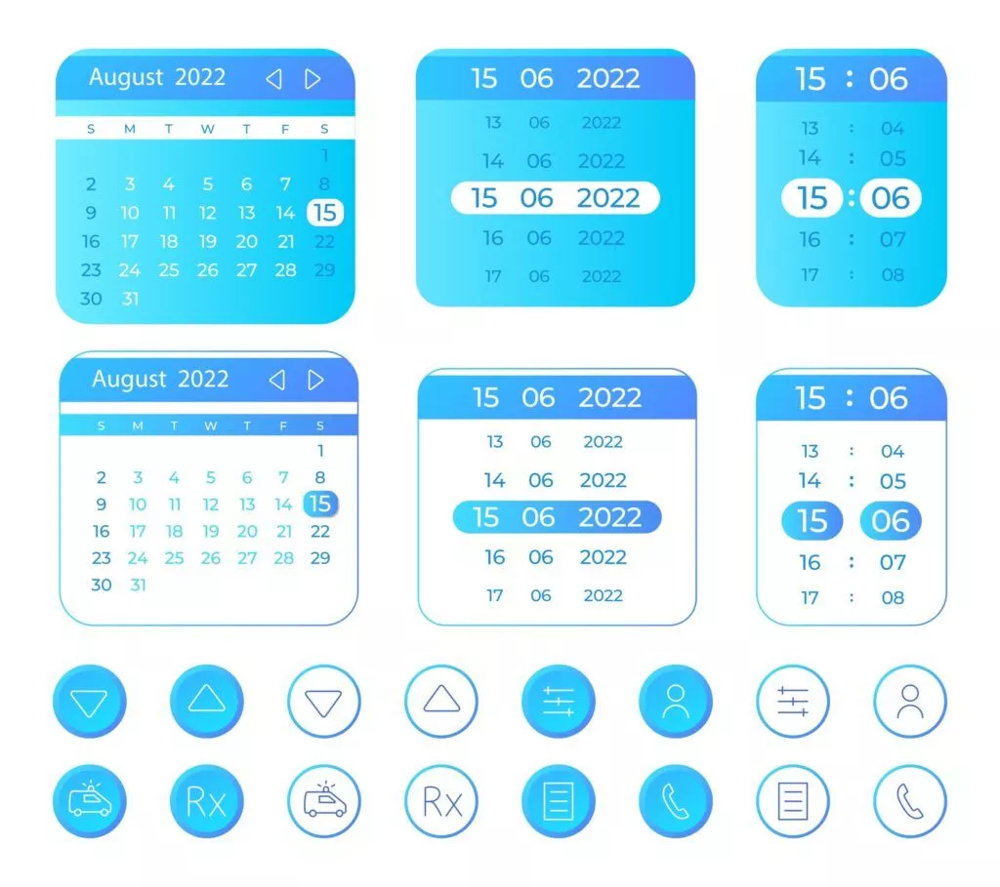 August 2022
S M T W T F S
1
2 3 4 5 6 7 8
9 10 11 12 13 14 15
16 17 18 19 20 21 22
23 24 25 26 27 28 29
30 31
15 06 2022
13 06 2022
14 06 2022
15 06 2022
16 06 2022
17 06 2022
15 : 06
13 : 04
14 : 05
15 : 06
16 : 07
17 : 08
August 2022
S M T W T F S
1
2 3 4 5 6 7 8
9 10 11 12 13 14 15
16 17 18 19 20 21 22
23 24 25 26 27 28 29
30 31
15 06 2022
13 06 2022
14 06 2022
15 06 2022
16 06 2022
17 06 2022
15 : 06
13 : 04
14 : 05
15 06
16 : 07
17 : 08
Rx
Rx